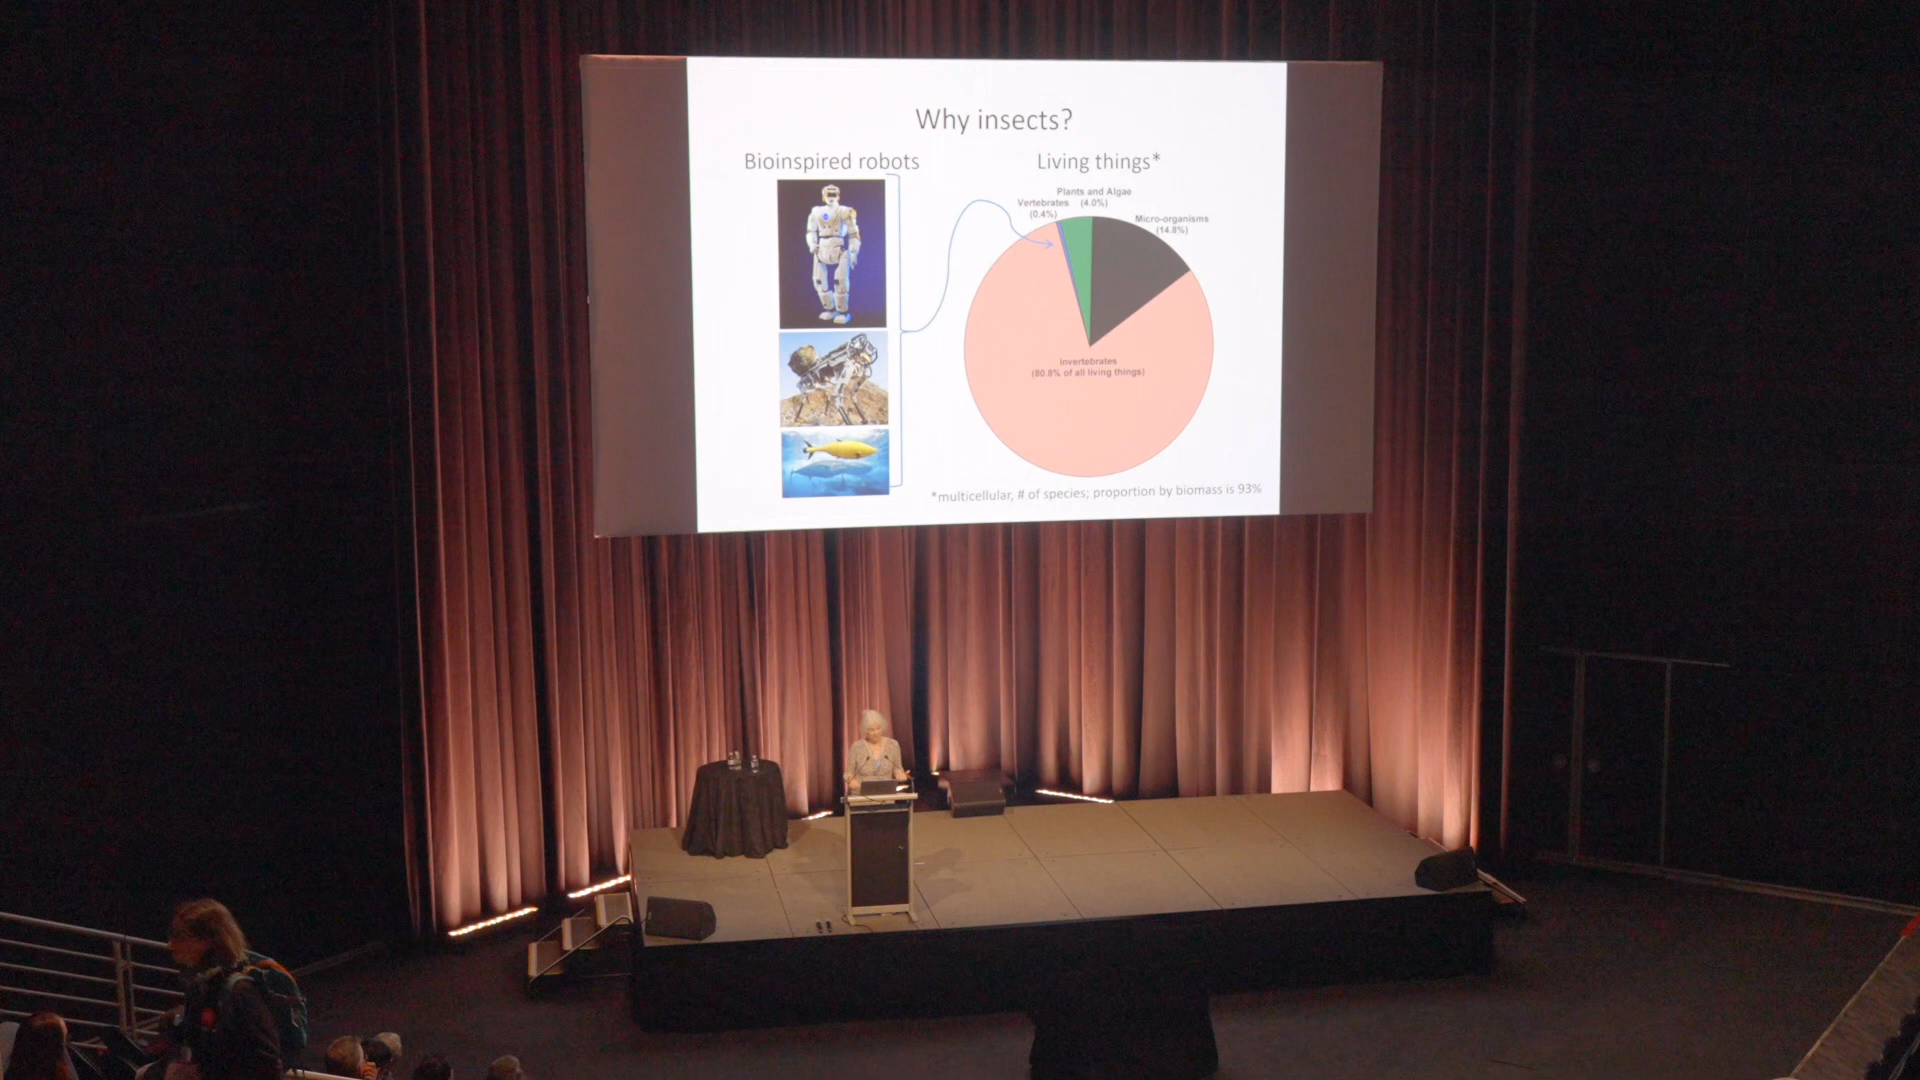 Why insects?
Bioinspired robots
Living things*
Plants and Algae
(4.0%)
Vertebrates
(0.4%)
Micro-organisms
(14.8%)
Invertebrates
(80.8% of all living things)
*multicellular, # of species; proportion by biomass is 93%